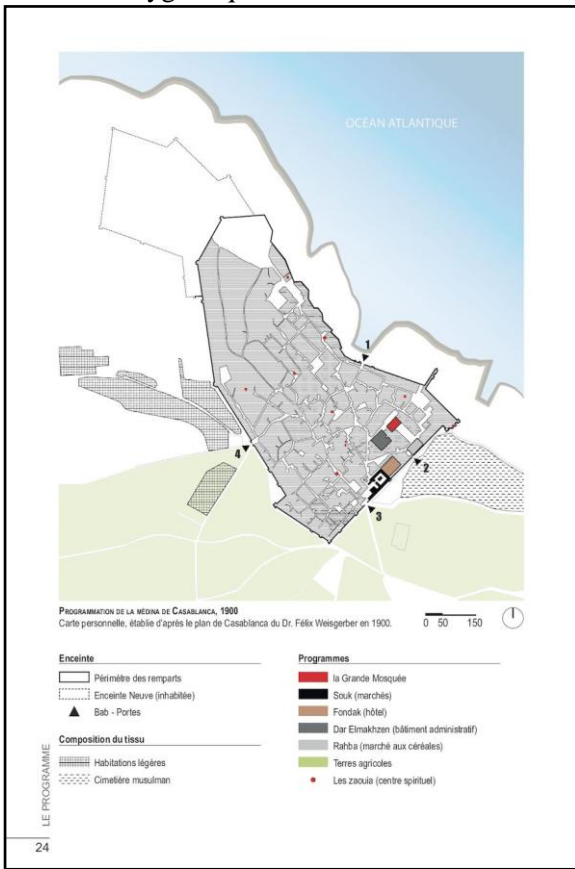 OCÉAN ATLANTIQUE
1
2
3
4
PROGRAMMATION DE LA MÉDINA DE CASABLANCA, 1900
Carte personnelle, établie d'après le plan de Casablanca du Dr. Félix Weisgerber en 1900.
0 50 150
Enceinte
Périmètre des remparts
Enceinte Neuve (inhabitée)
Bab - Portes
Composition du tissu
Habitations légères
Cimetière musulman
Programmes
la Grande Mosquée
Souk (marchés)
Fondak (hôtel)
Dar Elmakhzen (bâtiment administratif)
Rahba (marché aux céréales)
Terres agricoles
Les zaouia (centre spirituel)
LE PROGRAMME
24